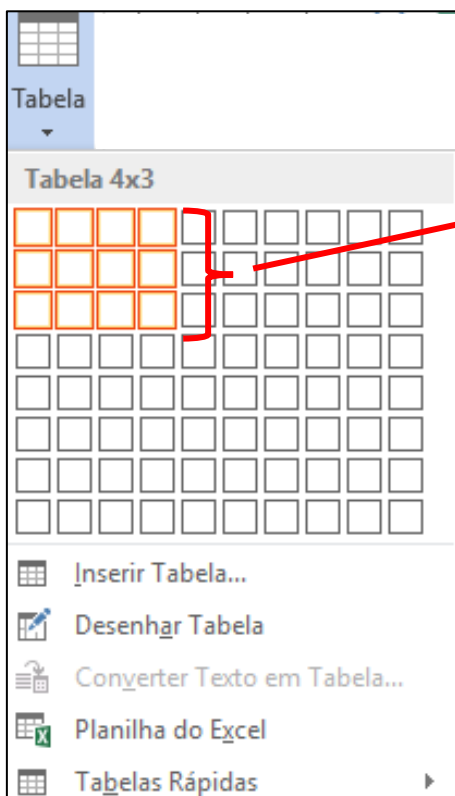 Tabela
Tabela 4x3
Inserir Tabela...
Desenhar Tabela
Converter Texto em Tabela...
Planilha do Excel
Tabelas Rápidas